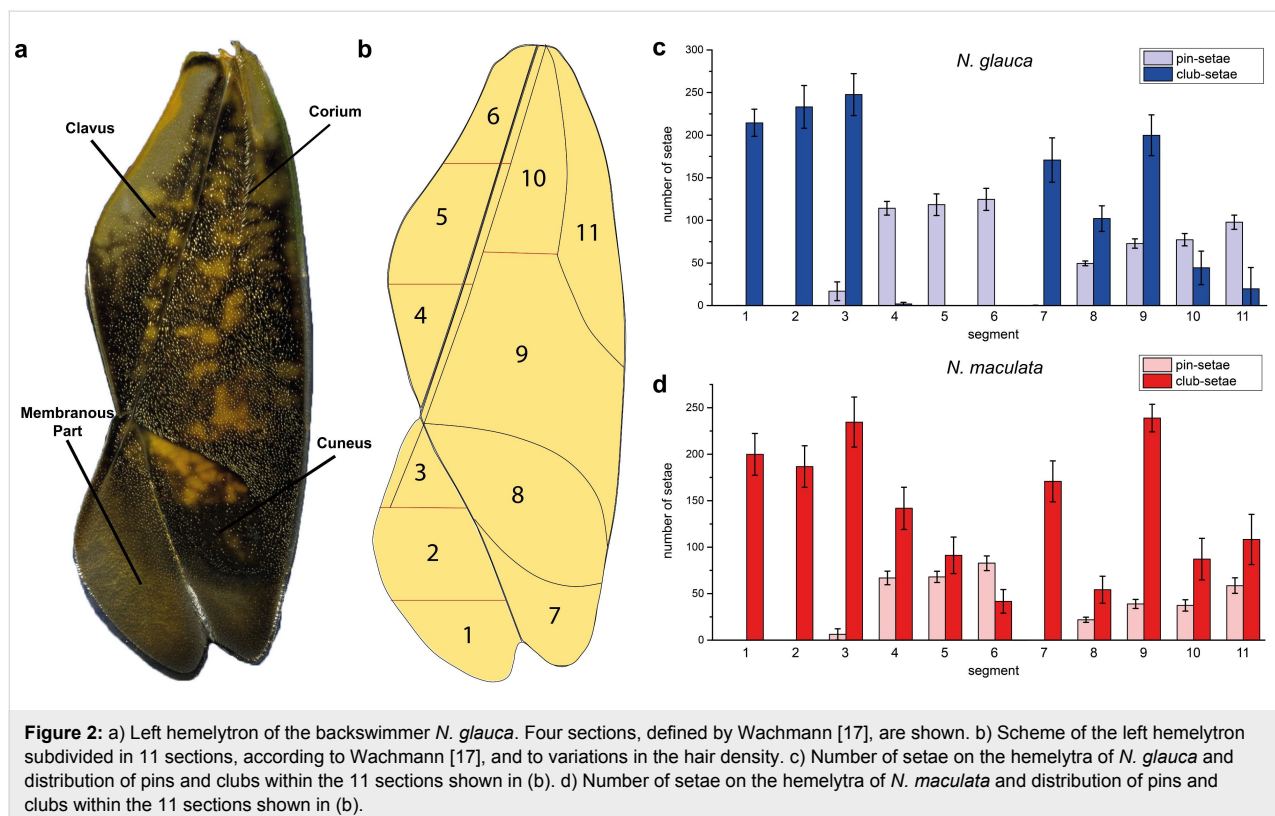 a
Clavus
Corium
Membranous
Part
Cuneus
b
6
10
5
11
4
9
3
8
2
7
1
c
N. glauca
pin-setae
club-setae
number of setae
300
250
200
150
100
50
0
1 2 3 4 5 6 7 8 9 10 11
segment
d
N. maculata
pin-setae
club-setae
number of setae
250
200
150
100
50
0
1 2 3 4 5 6 7 8 9 10 11
segment
Figure 2: a) Left hemelytron of the backswimmer N. glauca. Four sections, defined by Wachmann [17], are shown. b) Scheme of the left hemelytron
subdivided in 11 sections, according to Wachmann [17], and to variations in the hair density. c) Number of setae on the hemelytra of N. glauca and
distribution of pins and clubs within the 11 sections shown in (b). d) Number of setae on the hemelytra of N. maculata and distribution of pins and
clubs within the 11 sections shown in (b).